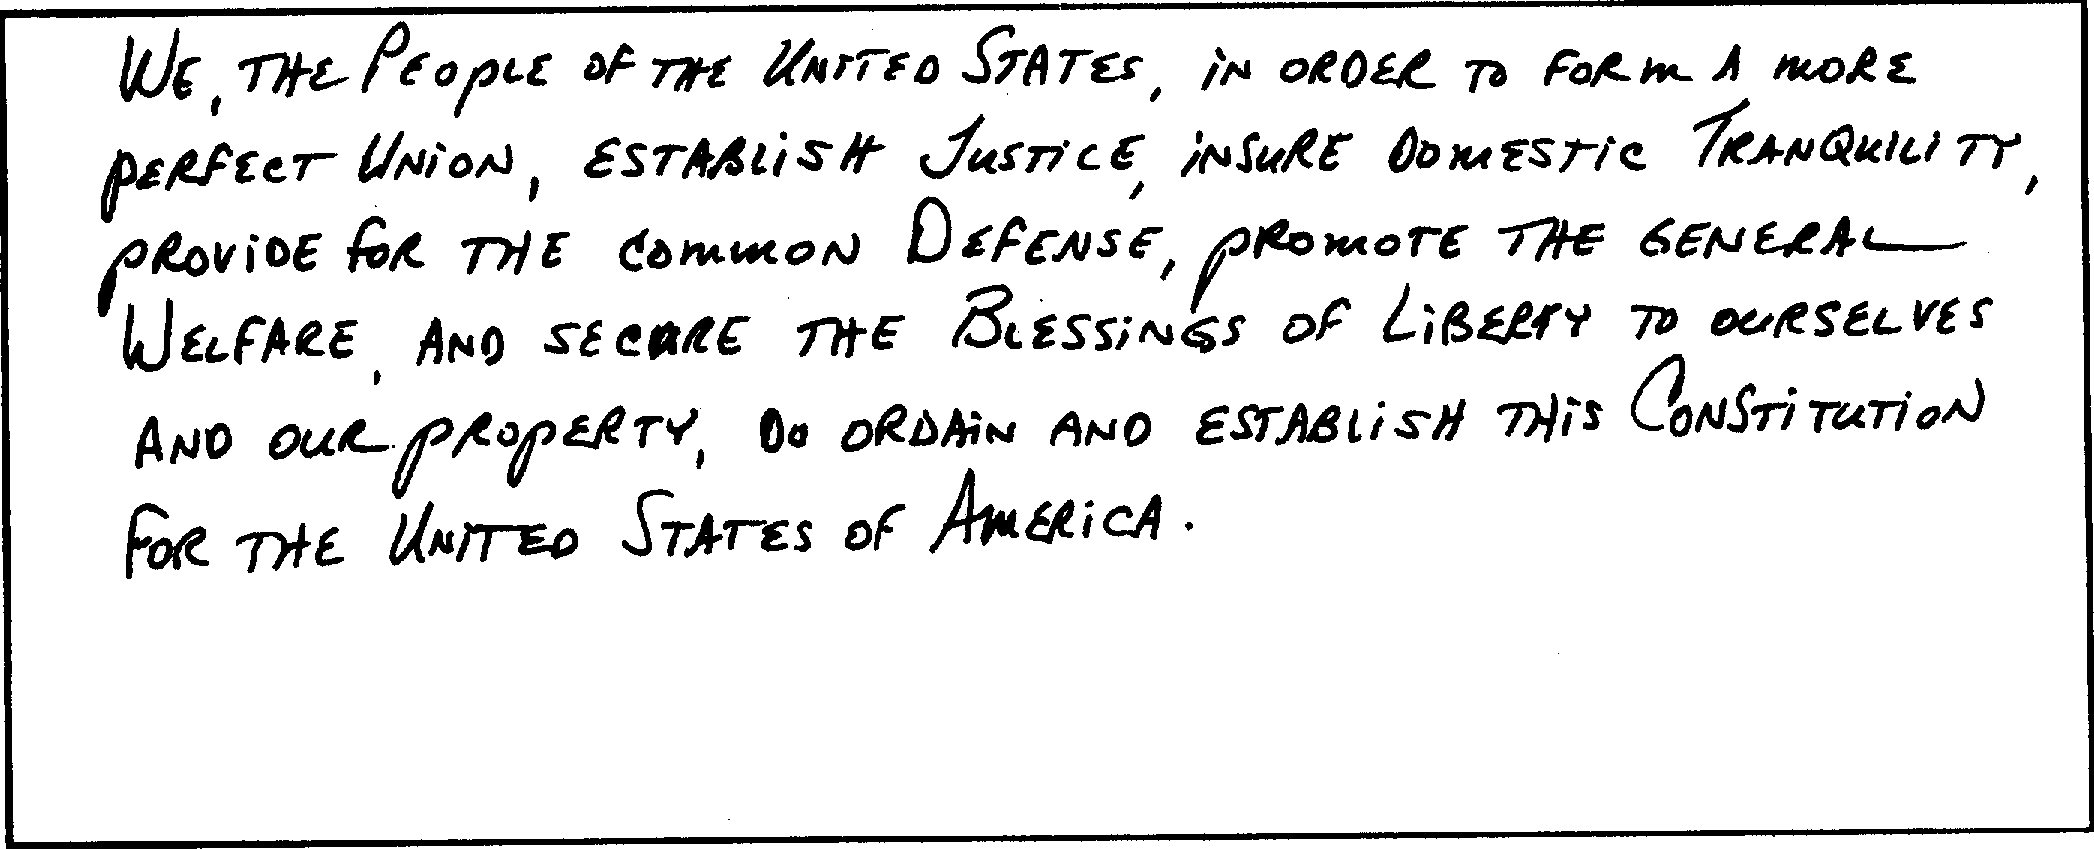 We, the People of the United States, in order to form a more
perfect Union, establish Justice, insure domestic Tranquility,
provide for the common Defense, promote the general
Welfare, and secure the Blessings of Liberty to ourselves
and our property, do ordain and establish this Constitution
for the United States of America.